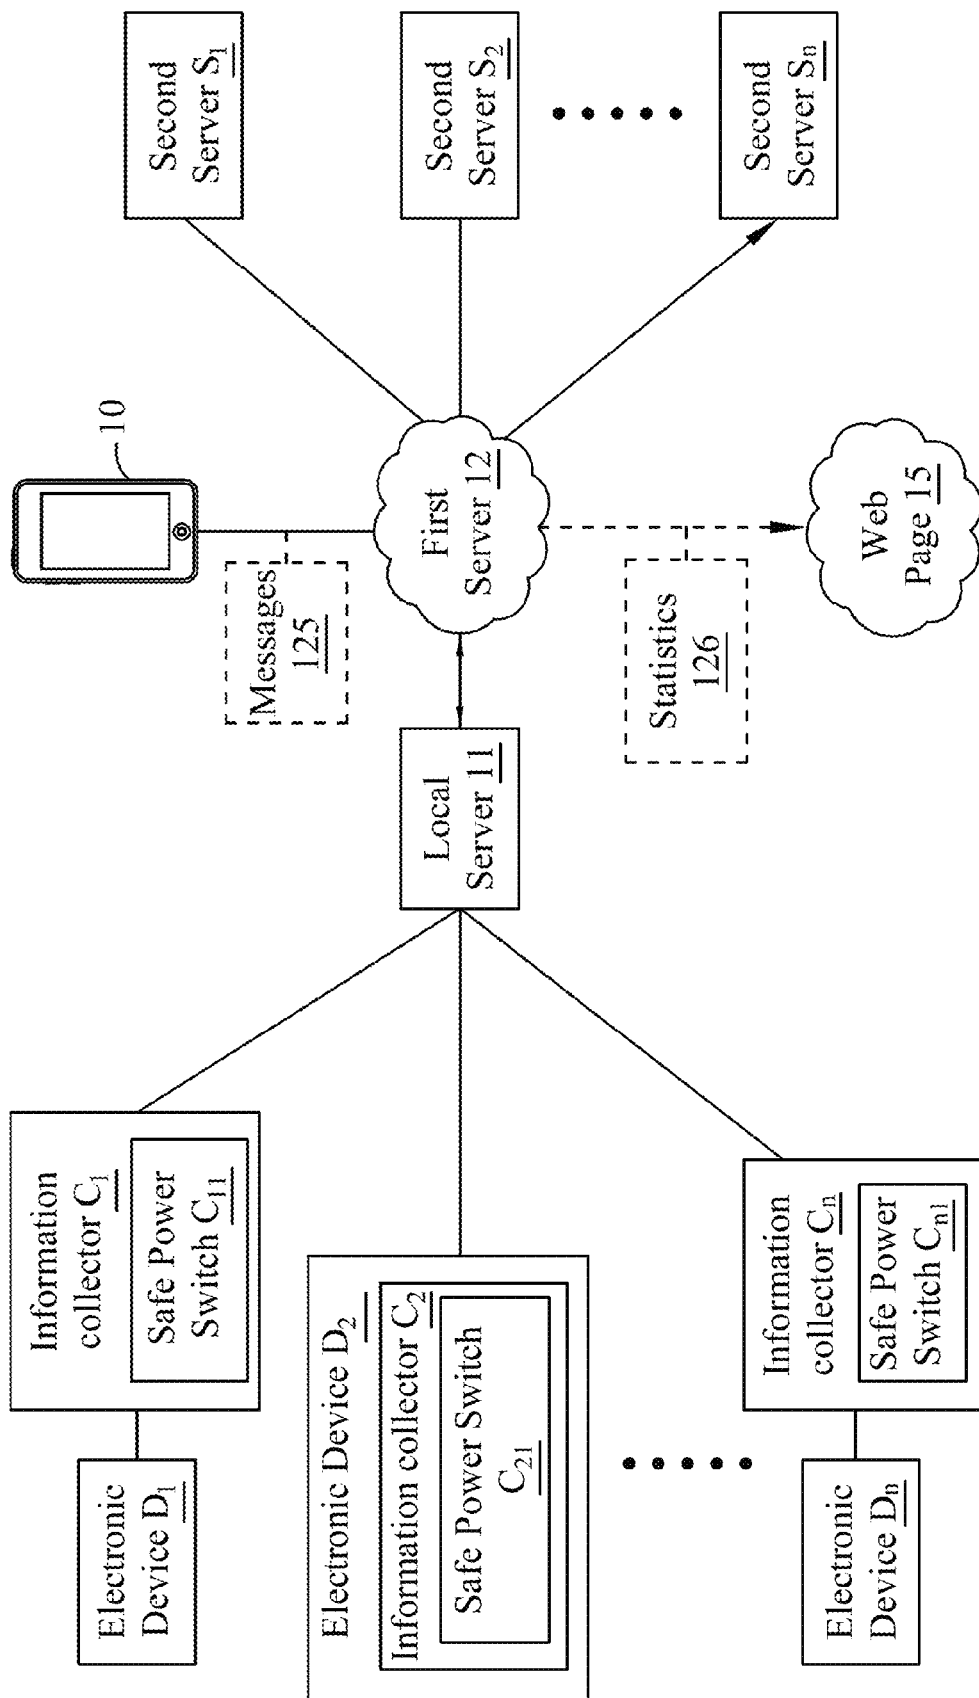 Electronic
Device D1
Information
collector C1
Safe Power
Switch C11
Electronic Device D2
Information collector C2
Safe Power Switch
C21
Electronic
Device Dn
Information
collector Cn
Safe Power
Switch Cn1
Local
Server 11
Messages
125
10
First
Server 12
Statistics
126
Web
Page 15
Second
Server S1
Second
Server S2
Second
Server Sn